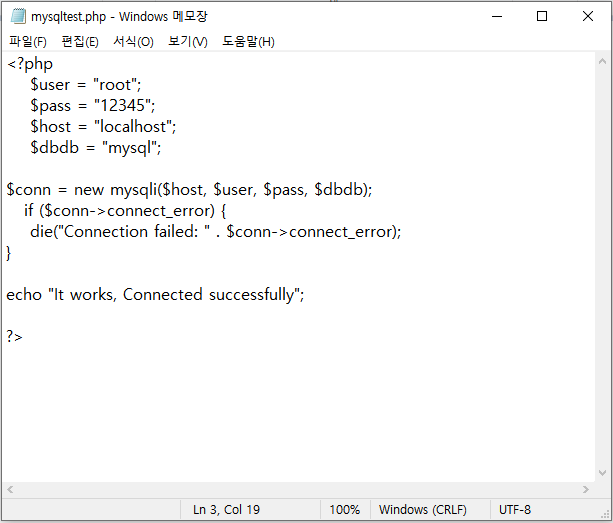 mysqltest.php - Windows 메모장
파일(F) 편집(E) 서식(O) 보기(V) 도움말(H)
<?php
$user = "root";
$pass = "12345";
$host = "localhost";
$dbdb = "mysql";
$conn = new mysqli($host, $user, $pass, $dbdb);
if ($conn->connect_error) {
die("Connection failed: " . $conn->connect_error);
}
echo "It works, Connected successfully";
?>
Ln 3, Col 19 100% Windows (CRLF) UTF-8